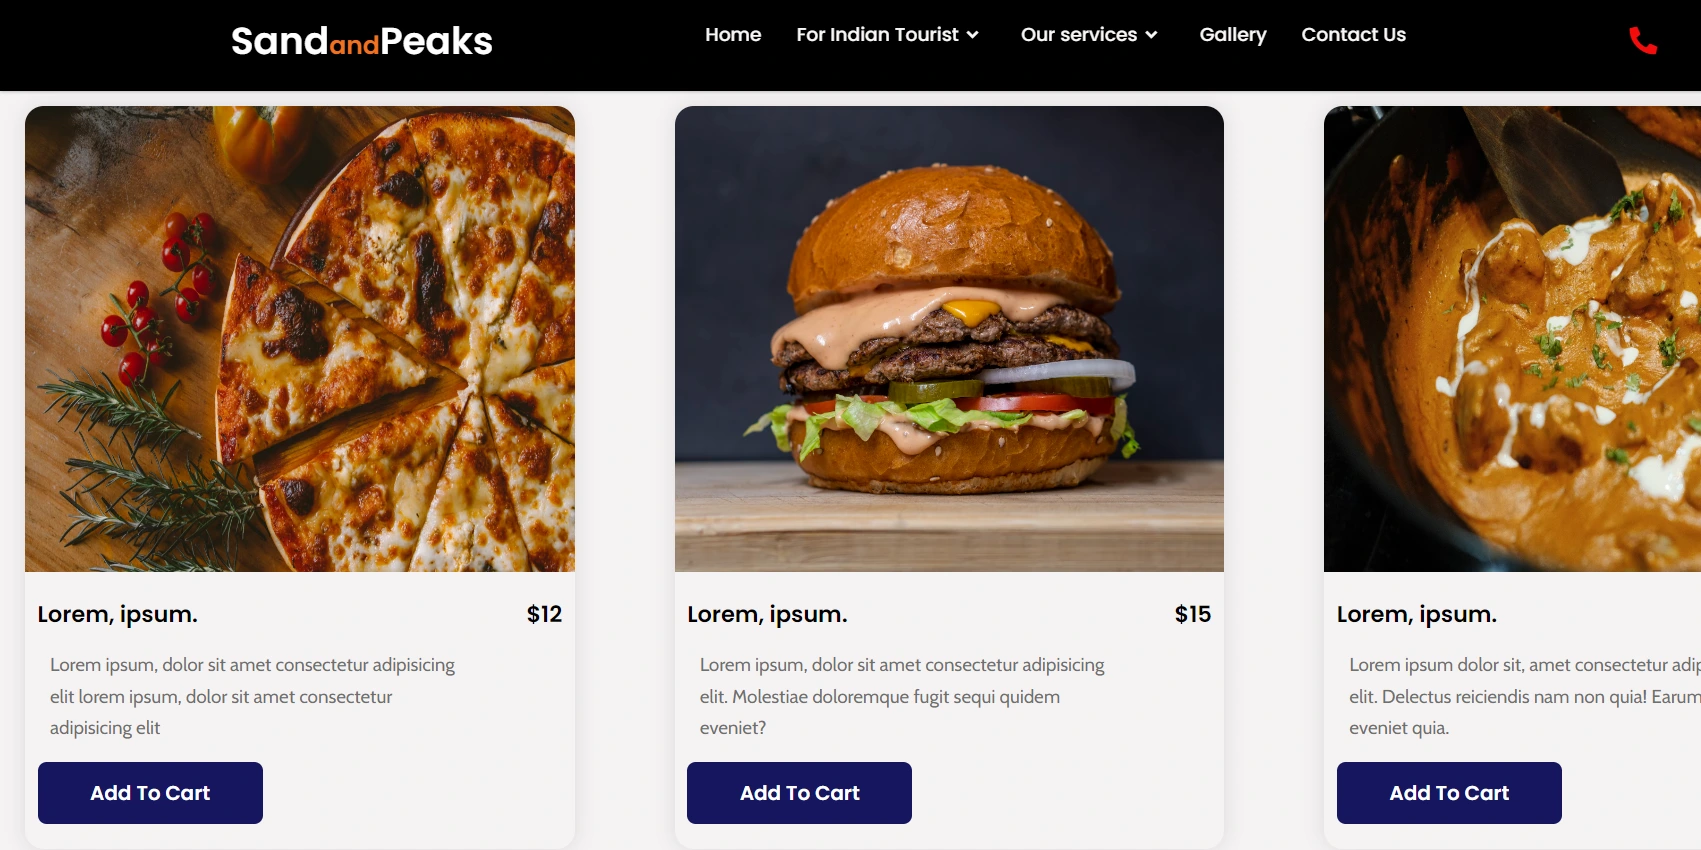 SandandPeaks
Home For Indian Tourist Our services Gallery Contact Us
Lorem, ipsum. $12
Lorem ipsum, dolor sit amet consectetur adipisicing
elit lorem ipsum, dolor sit amet consectetur
adipisicing elit
Add To Cart
Lorem, ipsum. $15
Lorem ipsum, dolor sit amet consectetur adipisicing
elit. Molestiae doloremque fugit sequi quidem
eveniet?
Add To Cart
Lorem, ipsum.
Lorem ipsum dolor sit, amet consectetur
elit. Delectus reiciendis nam non quia! Earum
eveniet quia.
Add To Cart